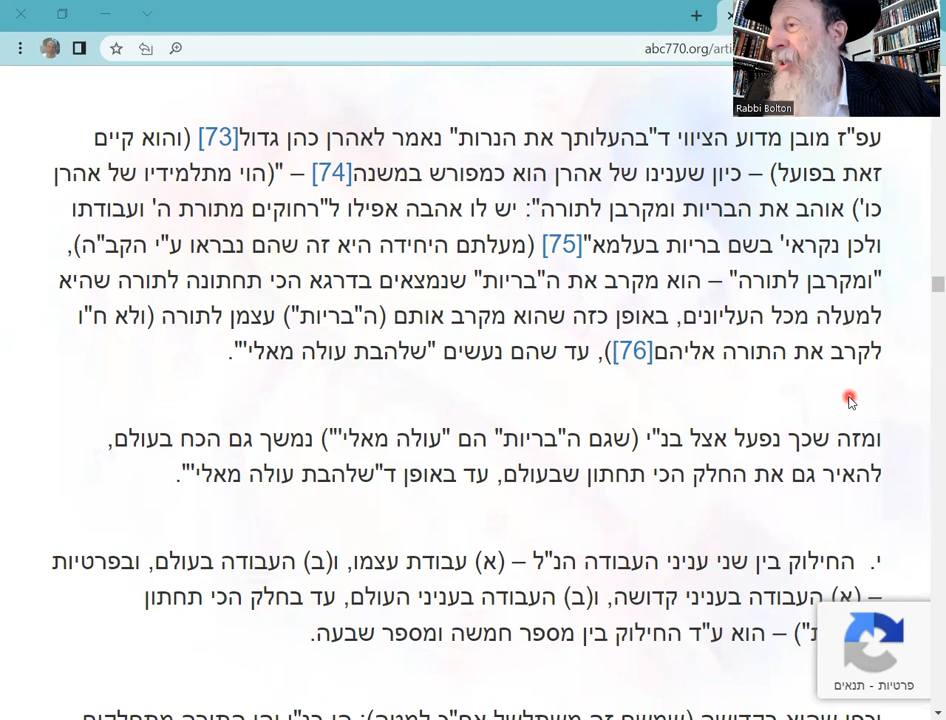 abc770.org/arti
Rabbi Bolton
עפ"ז מובן מדוע הציווי ד"בהעלותך את הנרות" נאמר לאהרן כהן גדול[73] (והוא קיים
זאת בפועל) – כיון שענינו של אהרן הוא כמפורש במשנה[74] – "(הוי מתלמידיו של אהרן
כו') אוהב את הבריות ומקרבן לתורה": יש לו אהבה אפילו ל"רחוקים מתורת ה' ועבודתו
ולכן נקראי' בשם בריות בעלמא"[75] (מעלתם היחידה היא זה שהם נבראו ע"י הקב"ה),
"ומקרבן לתורה" – הוא מקרב את ה"בריות" שנמצאים בדרגא הכי תחתונה לתורה שהיא
למעלה מכל העליונים, באופן כזה שהוא מקרב אותם (ה"בריות") עצמן לתורה (ולא ח"ו
לקרב את התורה אליהם[76]), עד שהם נעשים "שלהבת עולה מאלי'".
ומזה שכך נפעל אצל בנ"י (שגם ה"בריות" הם "עולה מאלי'") נמשך גם הכח בעולם,
להאיר גם את החלק הכי תחתון שבעולם, עד באופן ד"שלהבת עולה מאלי'".
י. החילוק בין שני עניני העבודה הנ"ל – (א) עבודת עצמו, ו(ב) העבודה בעולם, ובפרטיות
– (א) העבודה בעניני קדושה, ו(ב) העבודה בעניני העולם, עד בחלק הכי תחתון
ת") – הוא ע"ד החילוק בין מספר חמשה ומספר שבעה.
פרטיות - תנאים